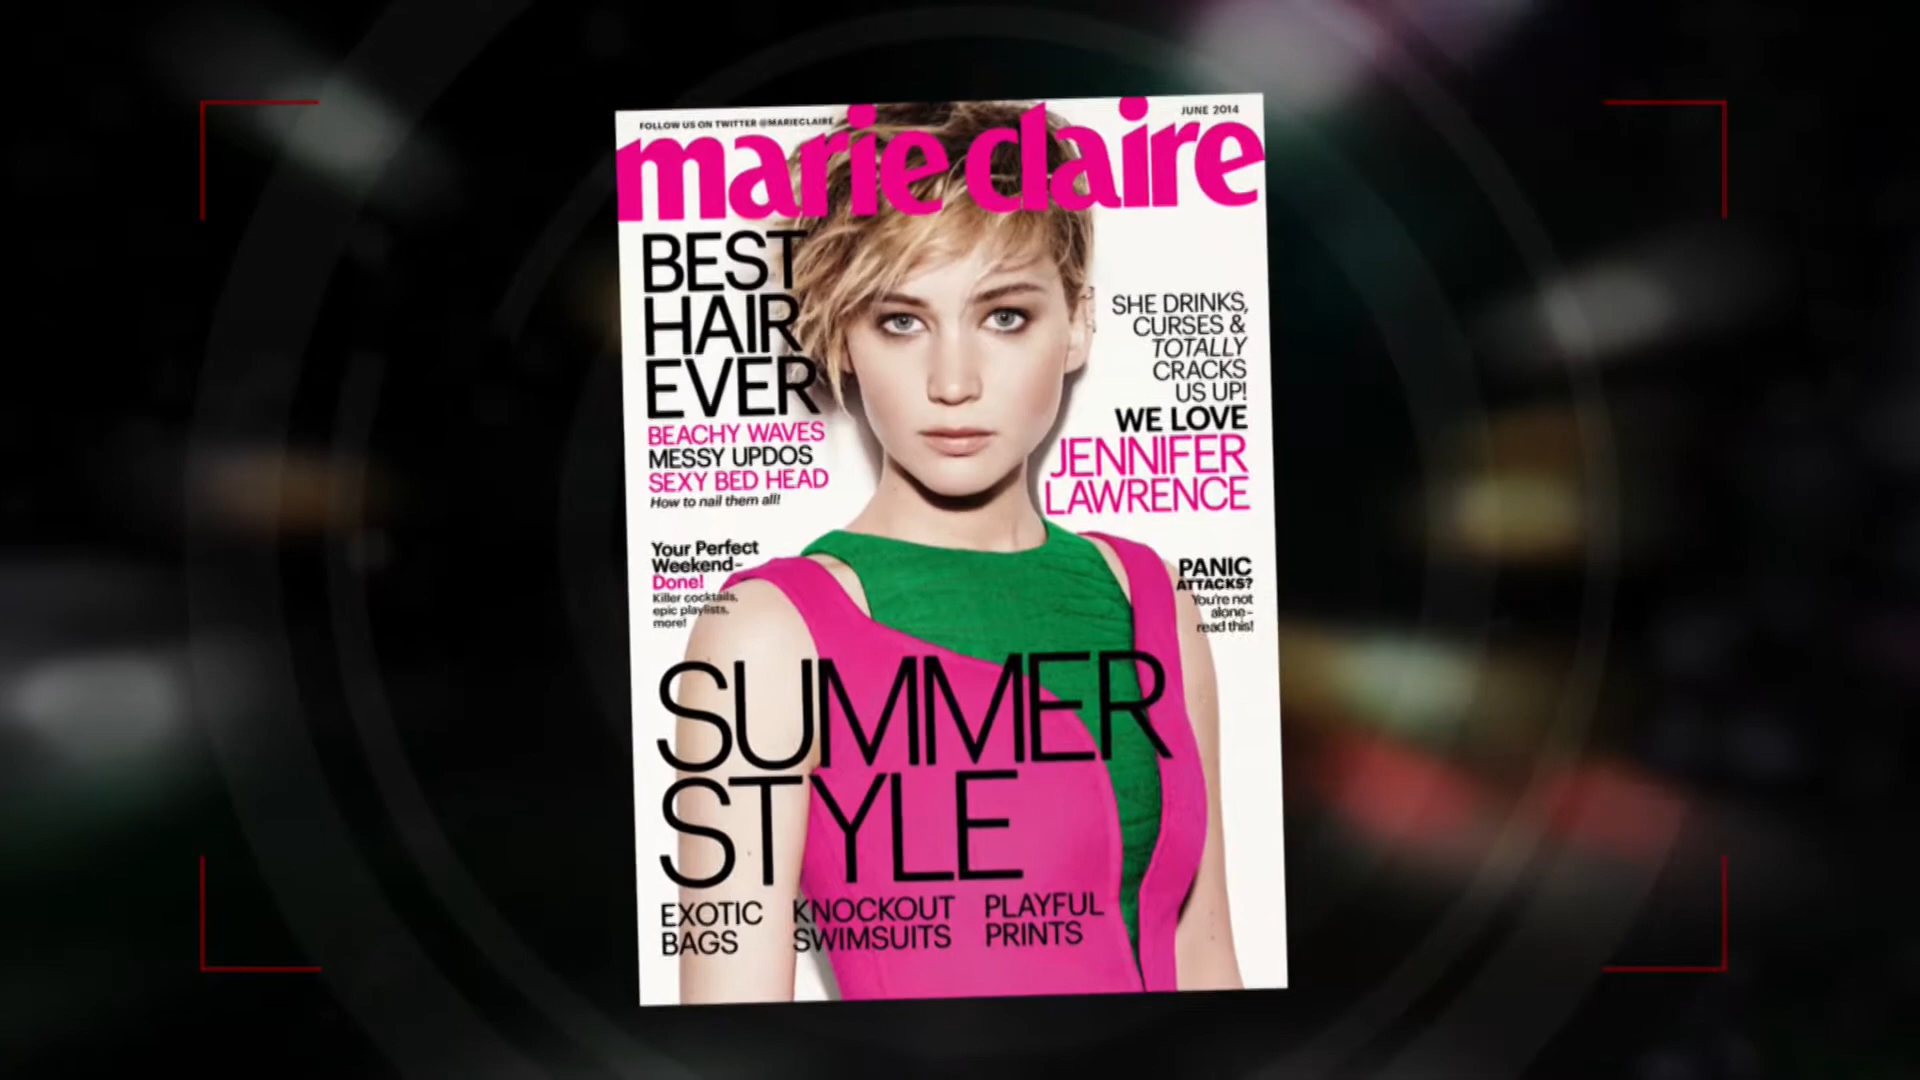 FOLLOW US ON TWITTER @MARIECLAIRE
JUNE 2014
marie claire
BEST
HAIR
EVER
BEACHY WAVES
MESSY UPDOS
SEXY BED HEAD
How to nail them all!
Your Perfect
Weekend–
Done!
Killer cocktails,
epic playlists,
more!
SHE DRINKS,
CURSES &
TOTALLY
CRACKS
US UP!
WE LOVE
JENNIFER
LAWRENCE
PANIC
ATTACKS?
You're not
alone–
read this!
SUMMER
STYLE
EXOTIC
BAGS
KNOCKOUT
SWIMSUITS
PLAYFUL
PRINTS